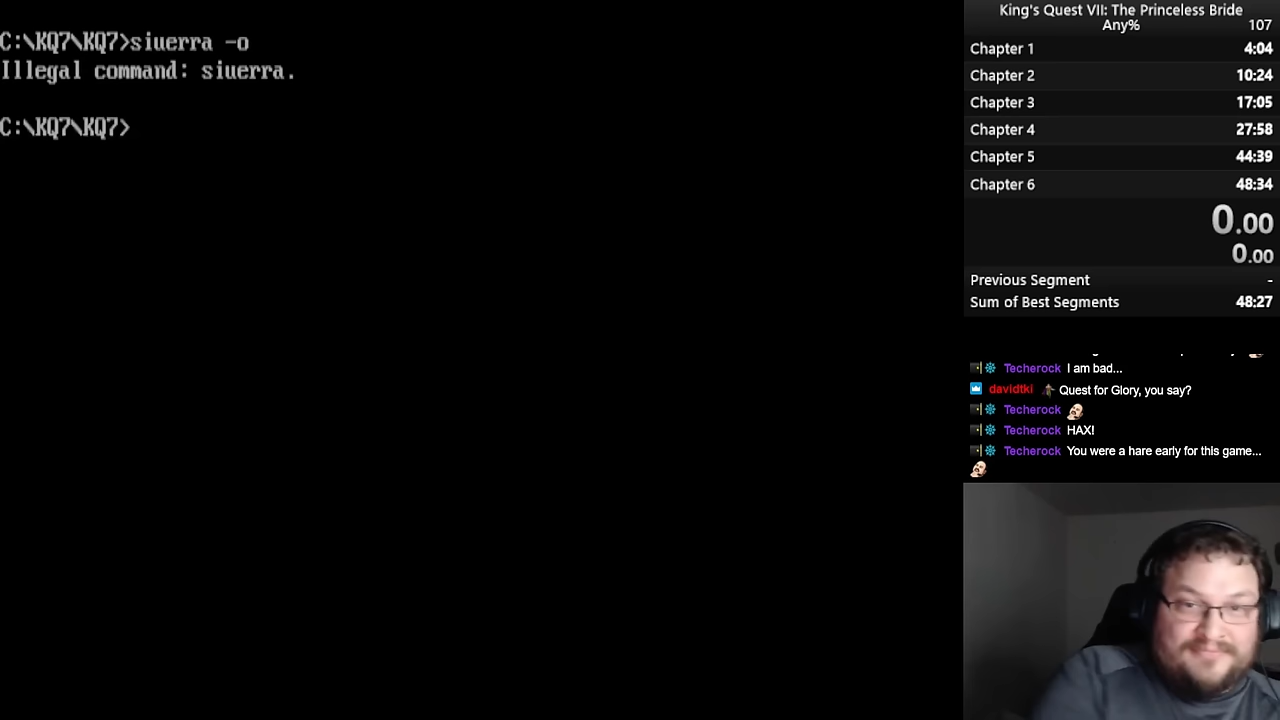 C:\KQ7\KQ7>siuerra -o
Illegal command: siuerra.
C:\KQ7\KQ7>
King's Quest VII: The Princeless Bride
Any% 107
Chapter 1 4:04
Chapter 2 10:24
Chapter 3 17:05
Chapter 4 27:58
Chapter 5 44:39
Chapter 6 48:34
0.00
0.00
Previous Segment -
Sum of Best Segments 48:27
Techerock I am bad...
davidtki Quest for Glory, you say?
Techerock
Techerock HAX!
Techerock You were a hare early for this game...